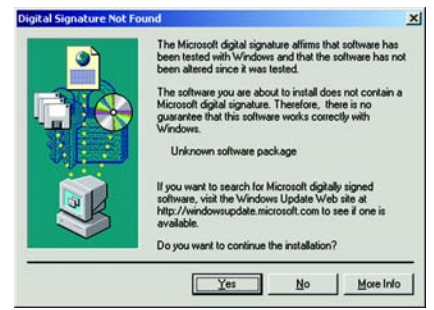 Digital Signature Not Found
The Microsoft digital signature affirms that software has
been tested with Windows and that the software has not
been altered since it was tested.
The software you are about to install does not contain a
Microsoft digital signature. Therefore, there is no
guarantee that this software works correctly with
Windows.
Unknown software package
If you want to search for Microsoft digitally signed
software, visit the Windows Update Web site at
http://windowsupdate.microsoft.com to see if one is
available.
Do you want to continue the installation?
Yes No More Info